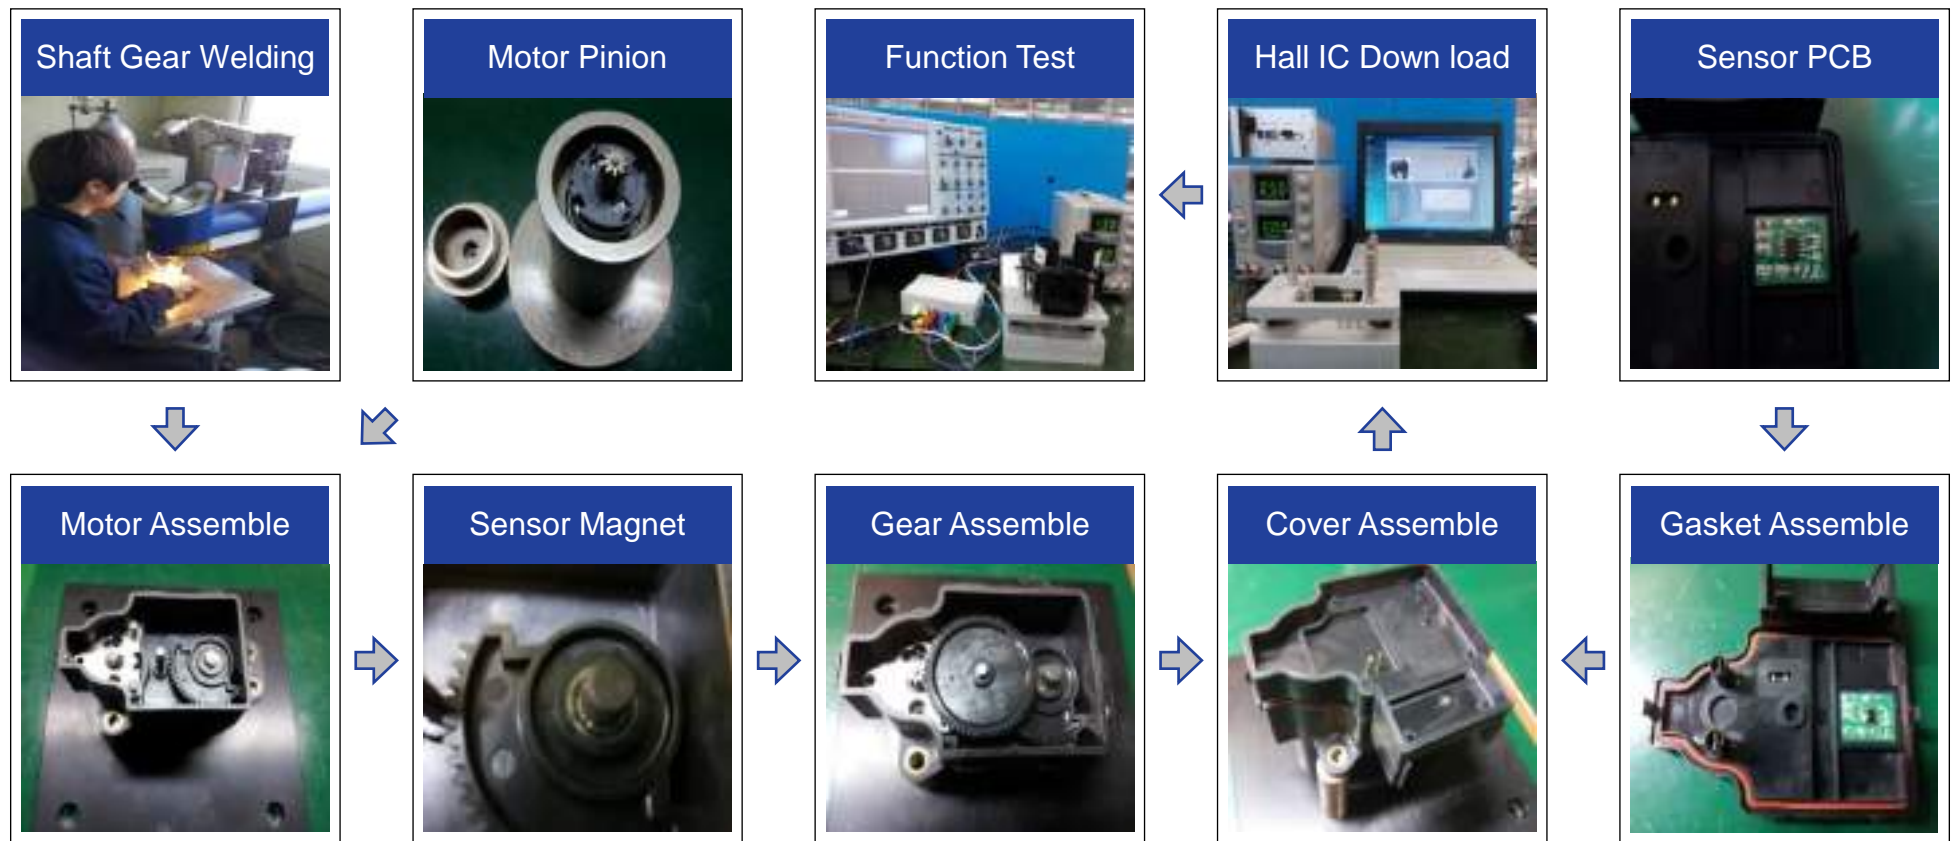 Shaft Gear Welding
Motor Pinion
Function Test
Hall IC Down load
Sensor PCB
Motor Assemble
Sensor Magnet
Gear Assemble
Cover Assemble
Gasket Assemble